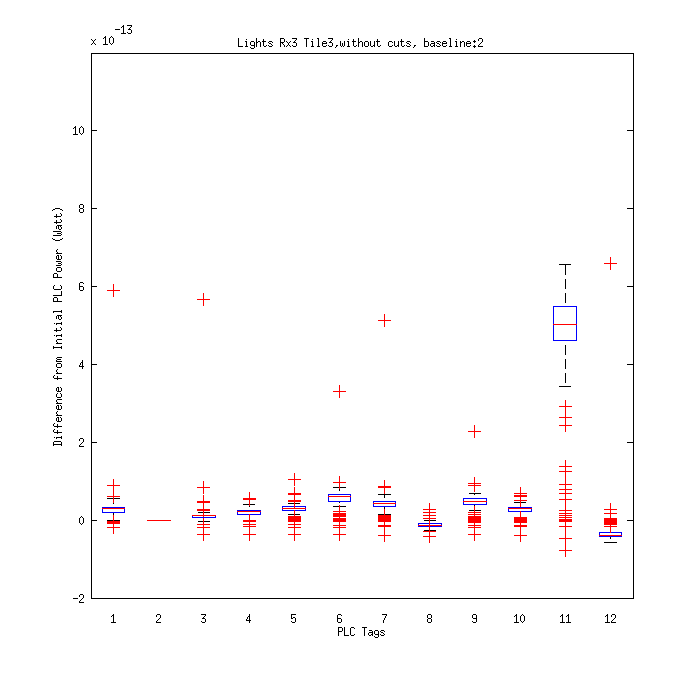 x 10^-13
Lights Rx3 Tile3,without cuts, baseline:2
Difference from Initial PLC Power (Watt)
10
8
6
4
2
0
-2
1 2 3 4 5 6 7 8 9 10 11 12
PLC Tags